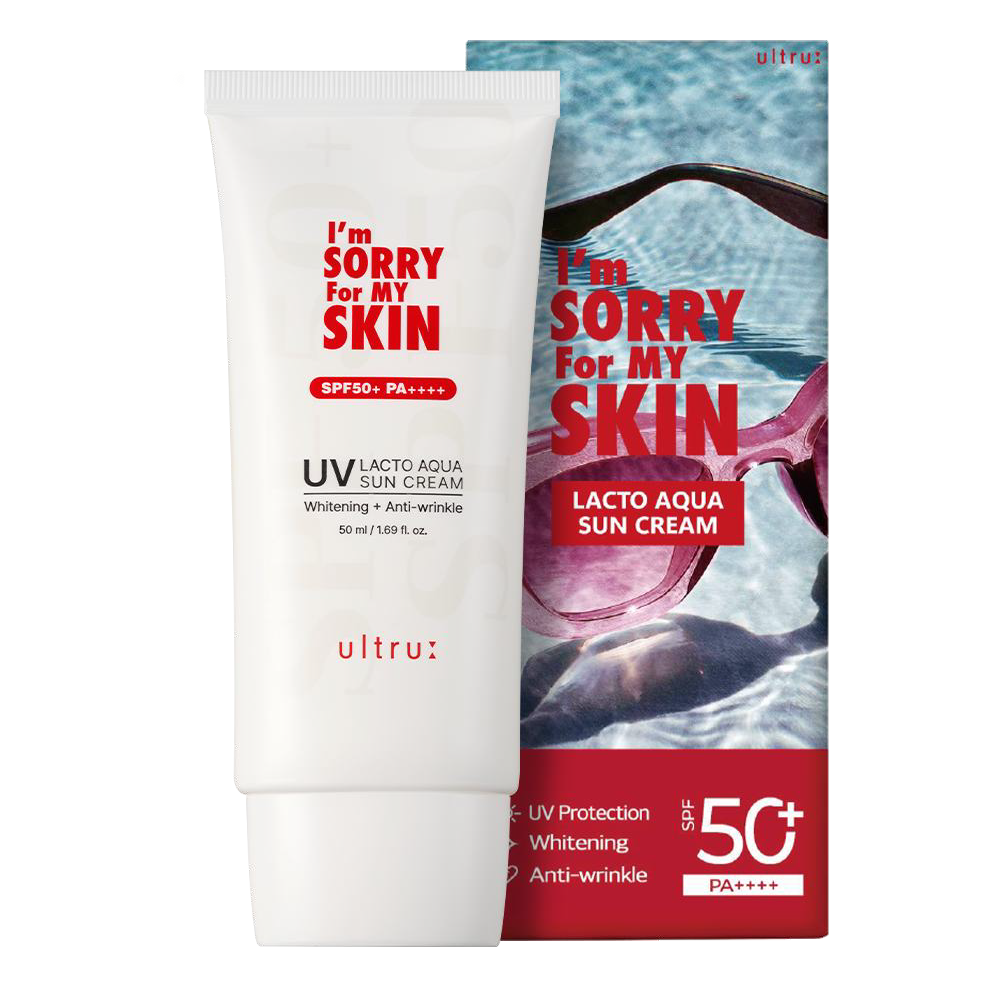 I'm
SORRY
For MY
SKIN
SPF50+ PA++++
UV LACTO AQUA
SUN CREAM
Whitening + Anti-wrinkle
50 ml / 1.69 fl. oz.
ultru:
ultru:
I'm
SORRY
For MY
SKIN
LACTO AQUA
SUN CREAM
UV Protection
Whitening
Anti-wrinkle
SPF 50+
PA++++